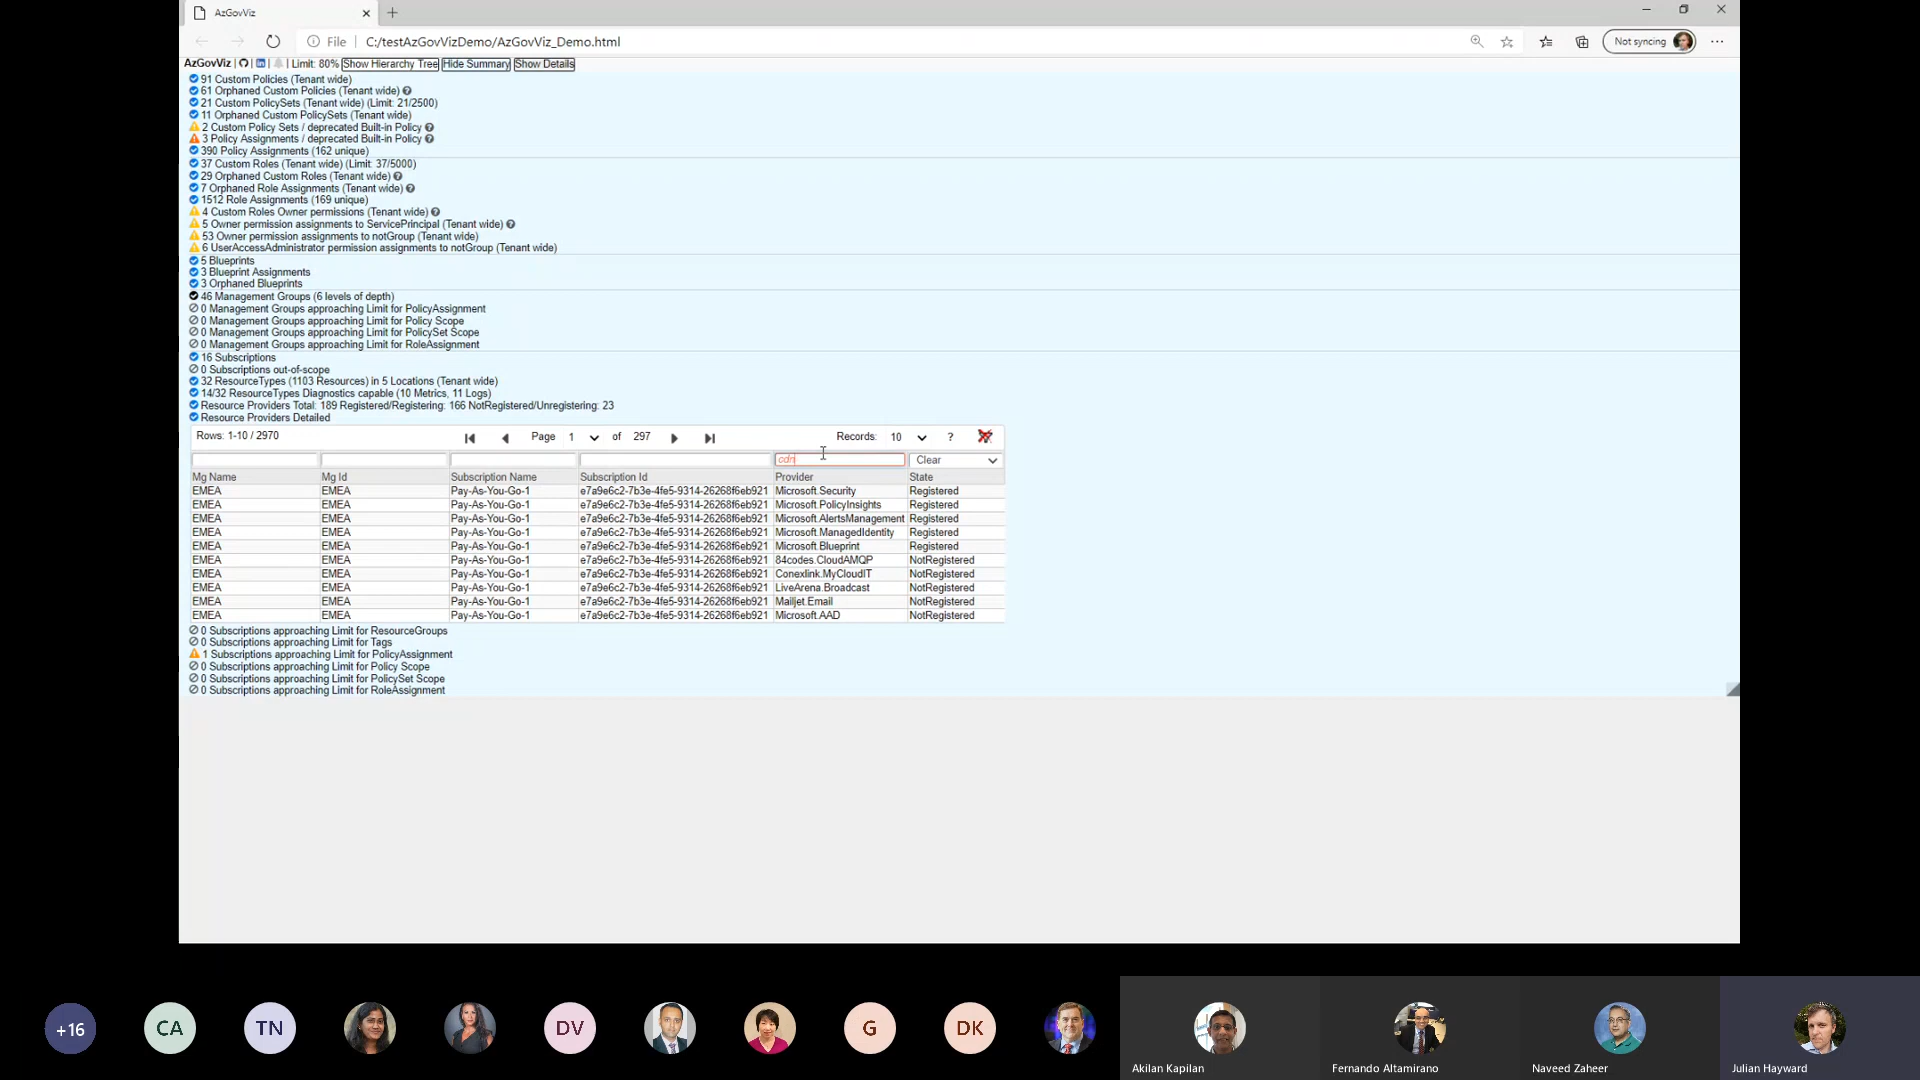 AzGovViz
Not syncing
File
C:/testAzGovVizDemo/AzGovViz_Demo.html
AzGovViz | | | | Limit: 80% Show Hierarchy Tree Hide Summary Show Details
91 Custom Policies (Tenant wide)
61 Orphaned Custom Policies (Tenant wide)
21 Custom PolicySets (Tenant wide) (Limit: 21/2500)
11 Orphaned Custom PolicySets (Tenant wide)
2 Custom Policy Sets / deprecated Built-in Policy
3 Policy Assignments / deprecated Built-in Policy
390 Policy Assignments (162 unique)
37 Custom Roles (Tenant wide) (Limit: 37/5000)
29 Orphaned Custom Roles (Tenant wide)
7 Orphaned Role Assignments (Tenant wide)
1512 Role Assignments (169 unique)
4 Custom Roles Owner permissions (Tenant wide)
5 Owner permission assignments to ServicePrincipal (Tenant wide)
53 Owner permission assignments to notGroup (Tenant wide)
6 UserAccessAdministrator permission assignments to notGroup (Tenant wide)
5 Blueprints
3 Blueprint Assignments
3 Orphaned Blueprints
46 Management Groups (6 levels of depth)
0 Management Groups approaching Limit for PolicyAssignment
0 Management Groups approaching Limit for Policy Scope
0 Management Groups approaching Limit for PolicySet Scope
0 Management Groups approaching Limit for RoleAssignment
16 Subscriptions
0 Subscriptions out-of-scope
32 ResourceTypes (1103 Resources) in 5 Locations (Tenant wide)
14/32 ResourceTypes Diagnostics capable (10 Metrics, 11 Logs)
Resource Providers Total: 189 Registered/Registering: 166 NotRegistered/Unregistering: 23
Resource Providers Detailed
Rows: 1-10 / 2970 Page 1 of 297 Records: 10 ?
cdn Clear
Mg Name Mg Id Subscription Name Subscription Id Provider State
EMEA EMEA Pay-As-You-Go-1 e7a9e6c2-7b3e-4fe5-9314-26268f6eb921 Microsoft.Security Registered
EMEA EMEA Pay-As-You-Go-1 e7a9e6c2-7b3e-4fe5-9314-26268f6eb921 Microsoft.PolicyInsights Registered
EMEA EMEA Pay-As-You-Go-1 e7a9e6c2-7b3e-4fe5-9314-26268f6eb921 Microsoft.AlertsManagement Registered
EMEA EMEA Pay-As-You-Go-1 e7a9e6c2-7b3e-4fe5-9314-26268f6eb921 Microsoft.ManagedIdentity Registered
EMEA EMEA Pay-As-You-Go-1 e7a9e6c2-7b3e-4fe5-9314-26268f6eb921 Microsoft.Blueprint Registered
EMEA EMEA Pay-As-You-Go-1 e7a9e6c2-7b3e-4fe5-9314-26268f6eb921 84codes.CloudAMQP NotRegistered
EMEA EMEA Pay-As-You-Go-1 e7a9e6c2-7b3e-4fe5-9314-26268f6eb921 Conexlink.MyCloudIT NotRegistered
EMEA EMEA Pay-As-You-Go-1 e7a9e6c2-7b3e-4fe5-9314-26268f6eb921 LiveArena.Broadcast NotRegistered
EMEA EMEA Pay-As-You-Go-1 e7a9e6c2-7b3e-4fe5-9314-26268f6eb921 Mailjet.Email NotRegistered
EMEA EMEA Pay-As-You-Go-1 e7a9e6c2-7b3e-4fe5-9314-26268f6eb921 Microsoft.AAD NotRegistered
0 Subscriptions approaching Limit for ResourceGroups
0 Subscriptions approaching Limit for Tags
1 Subscriptions approaching Limit for PolicyAssignment
0 Subscriptions approaching Limit for Policy Scope
0 Subscriptions approaching Limit for PolicySet Scope
0 Subscriptions approaching Limit for RoleAssignment
+16 CA TN DV G DK
Akilan Kapilan Fernando Altamirano Naveed Zaheer Julian Hayward